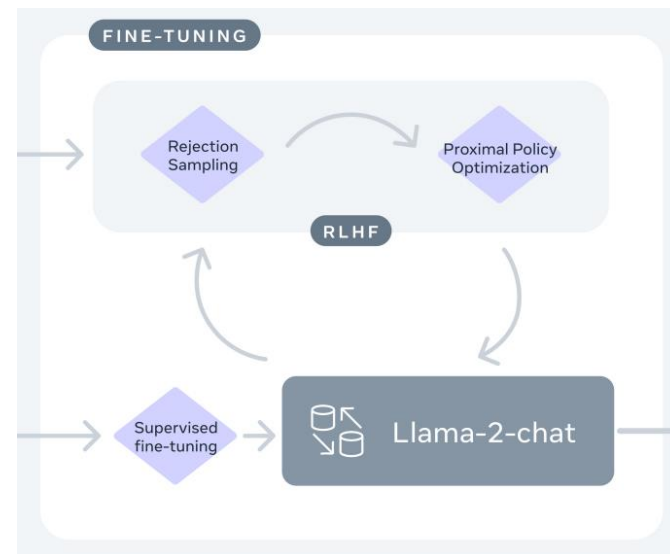 FINE-TUNING
Rejection
Sampling
Proximal Policy
Optimization
RLHF
Supervised
fine-tuning
Llama-2-chat